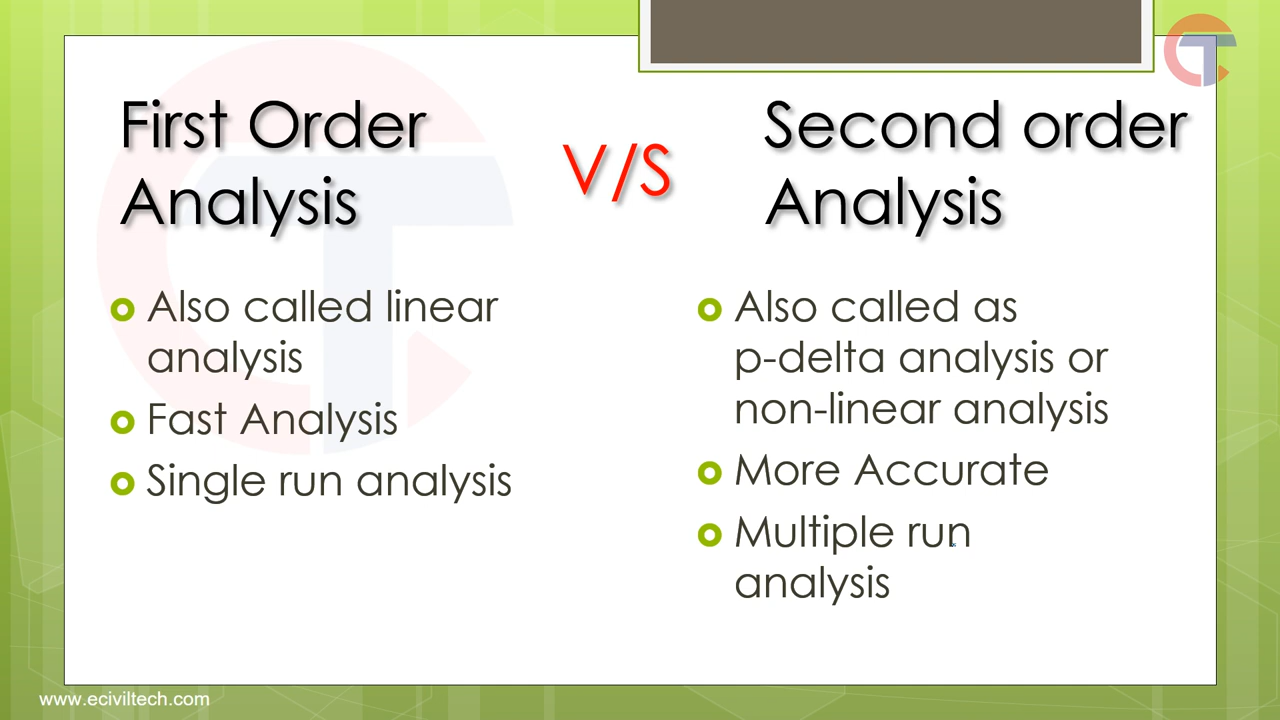 First Order
Analysis
V/S
Second order
Analysis
Also called linear
analysis
Fast Analysis
Single run analysis
Also called as
p-delta analysis or
non-linear analysis
More Accurate
Multiple run
analysis
www.eciviltech.com